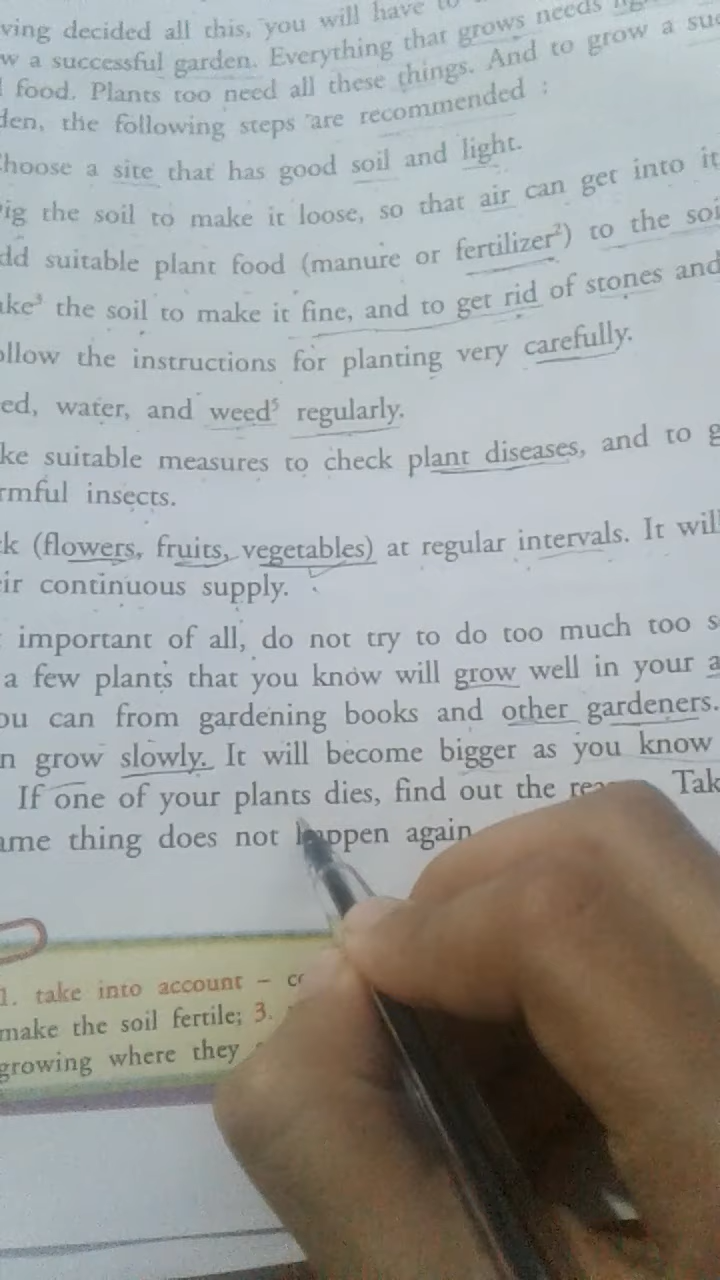 ving decided all this, you will have to
w a successful garden. Everything that grows needs
food. Plants too need all these things. And to grow a suc
den, the following steps are recommended :
hoose a site that has good soil and light.
ig the soil to make it loose, so that air can get into it
dd suitable plant food (manure or fertilizer²) to the soi
ake³ the soil to make it fine, and to get rid of stones and
ollow the instructions for planting very carefully.
ed, water, and weed⁵ regularly.
ke suitable measures to check plant diseases, and to g
rmful insects.
k (flowers, fruits, vegetables) at regular intervals. It will
eir continuous supply.
important of all, do not try to do too much too s
a few plants that you know will grow well in your a
ou can from gardening books and other gardeners.
n grow slowly. It will become bigger as you know
If one of your plants dies, find out the rea Tak
ame thing does not happen again
1. take into account – c
make the soil fertile; 3.
growing where they